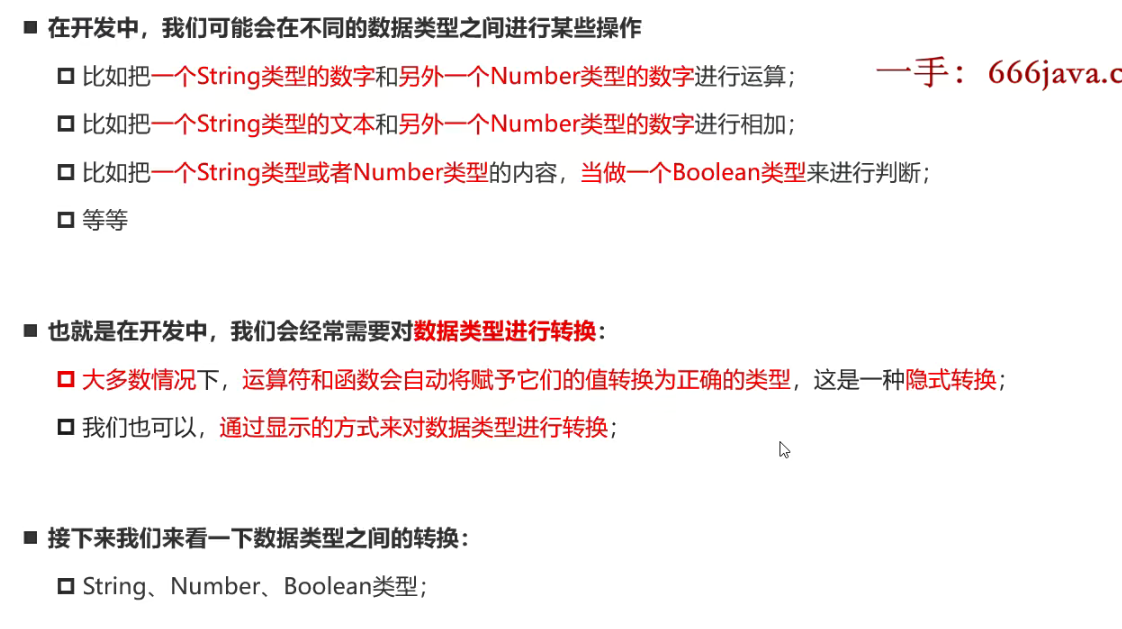 在开发中，我们可能会在不同的数据类型之间进行某些操作
比如把一个String类型的数字和另外一个Number类型的数字进行运算；
一手： 666java.c
比如把一个String类型的文本和另外一个Number类型的数字进行相加；
比如把一个String类型或者Number类型的内容，当做一个Boolean类型来进行判断；
等等
也就是在开发中，我们会经常需要对数据类型进行转换：
大多数情况下，运算符和函数会自动将赋予它们的值转换为正确的类型，这是一种隐式转换；
我们也可以，通过显示的方式来对数据类型进行转换；
接下来我们来看一下数据类型之间的转换：
String、Number、Boolean类型；